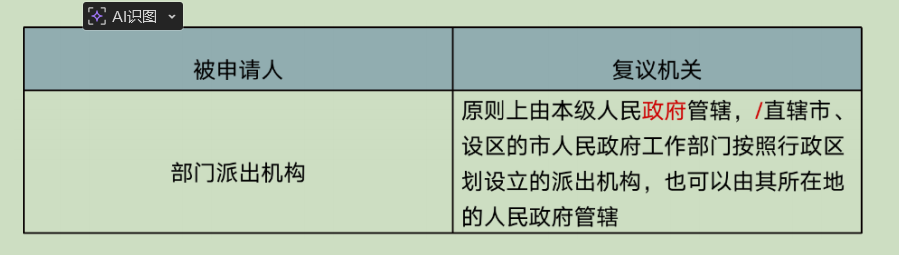 AI识图
被申请人
复议机关
部门派出机构
原则上由本级人民政府管辖，/直辖市、
设区的市人民政府工作部门按照行政区
划设立的派出机构，也可以由其所在地
的人民政府管辖